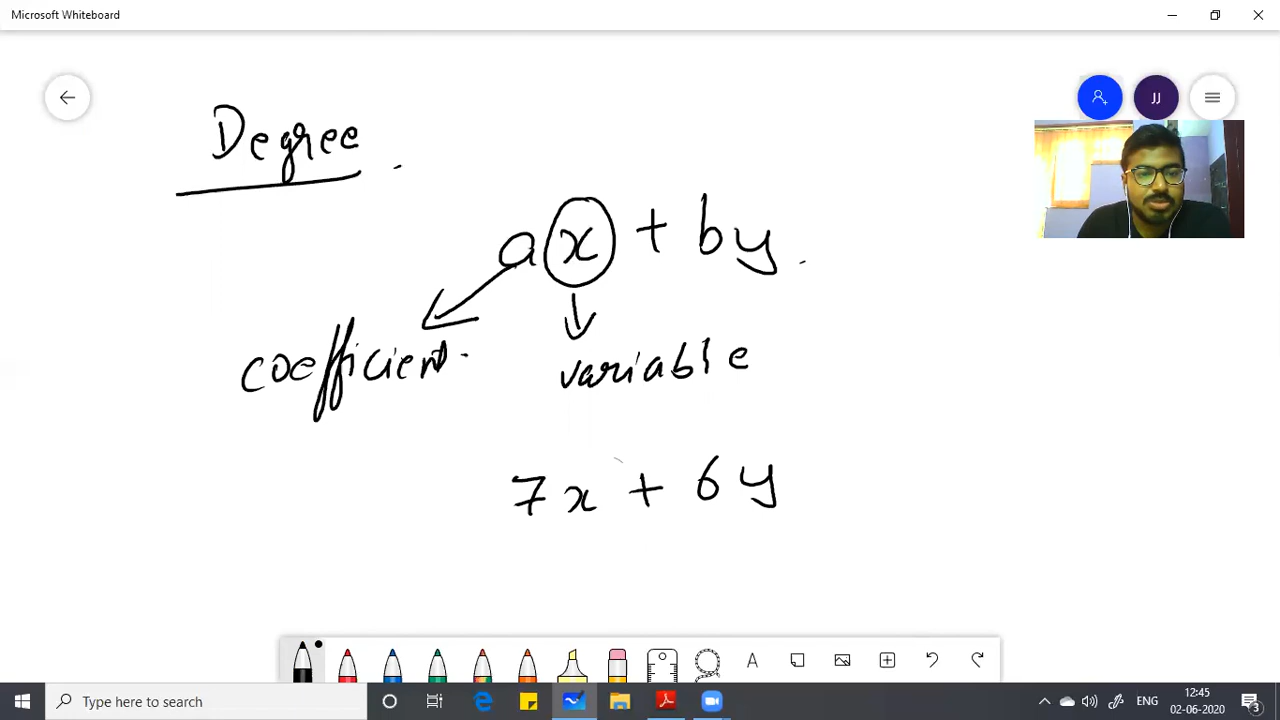 Microsoft Whiteboard
JJ
Degree.
ax + by.
coefficient. variable
7x + 6y
A
Type here to search
ENG
12:45
02-06-2020
3